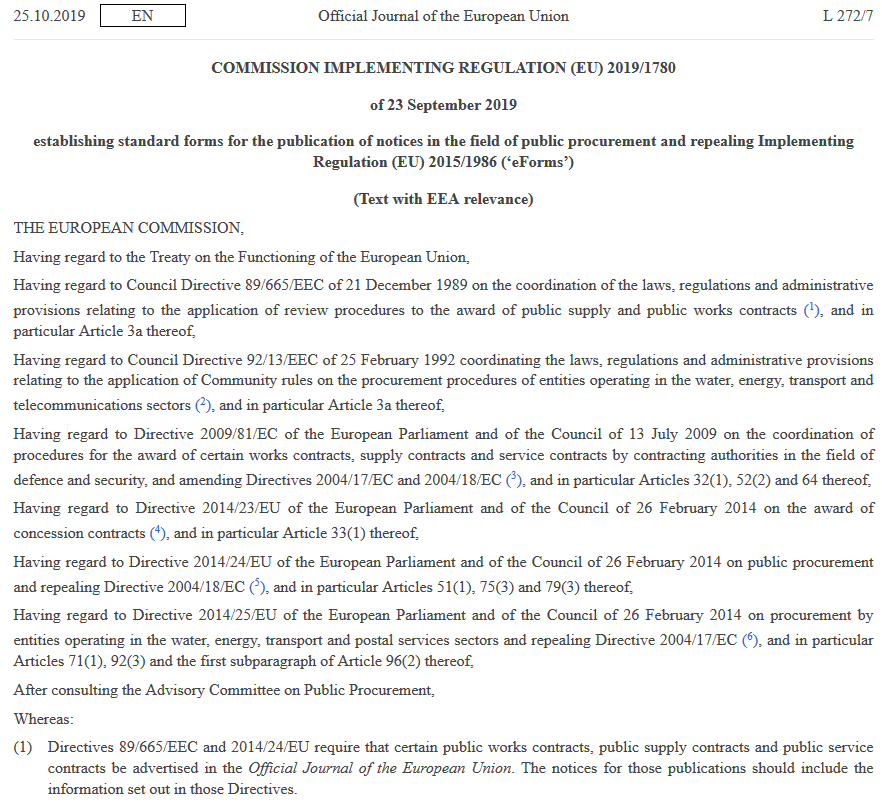 25.10.2019 EN Official Journal of the European Union L 272/7
COMMISSION IMPLEMENTING REGULATION (EU) 2019/1780
of 23 September 2019
establishing standard forms for the publication of notices in the field of public procurement and repealing Implementing
Regulation (EU) 2015/1986 (‘eForms’)
(Text with EEA relevance)
THE EUROPEAN COMMISSION,
Having regard to the Treaty on the Functioning of the European Union,
Having regard to Council Directive 89/665/EEC of 21 December 1989 on the coordination of the laws, regulations and administrative
provisions relating to the application of review procedures to the award of public supply and public works contracts (1), and in
particular Article 3a thereof,
Having regard to Council Directive 92/13/EEC of 25 February 1992 coordinating the laws, regulations and administrative provisions
relating to the application of Community rules on the procurement procedures of entities operating in the water, energy, transport and
telecommunications sectors (2), and in particular Article 3a thereof,
Having regard to Directive 2009/81/EC of the European Parliament and of the Council of 13 July 2009 on the coordination of
procedures for the award of certain works contracts, supply contracts and service contracts by contracting authorities in the field of
defence and security, and amending Directives 2004/17/EC and 2004/18/EC (3), and in particular Articles 32(1), 52(2) and 64 thereof,
Having regard to Directive 2014/23/EU of the European Parliament and of the Council of 26 February 2014 on the award of
concession contracts (4), and in particular Article 33(1) thereof,
Having regard to Directive 2014/24/EU of the European Parliament and of the Council of 26 February 2014 on public procurement
and repealing Directive 2004/18/EC (5), and in particular Articles 51(1), 75(3) and 79(3) thereof,
Having regard to Directive 2014/25/EU of the European Parliament and of the Council of 26 February 2014 on procurement by
entities operating in the water, energy, transport and postal services sectors and repealing Directive 2004/17/EC (6), and in particular
Articles 71(1), 92(3) and the first subparagraph of Article 96(2) thereof,
After consulting the Advisory Committee on Public Procurement,
Whereas:
(1) Directives 89/665/EEC and 2014/24/EU require that certain public works contracts, public supply contracts and public service
contracts be advertised in the Official Journal of the European Union. The notices for those publications should include the
information set out in those Directives.